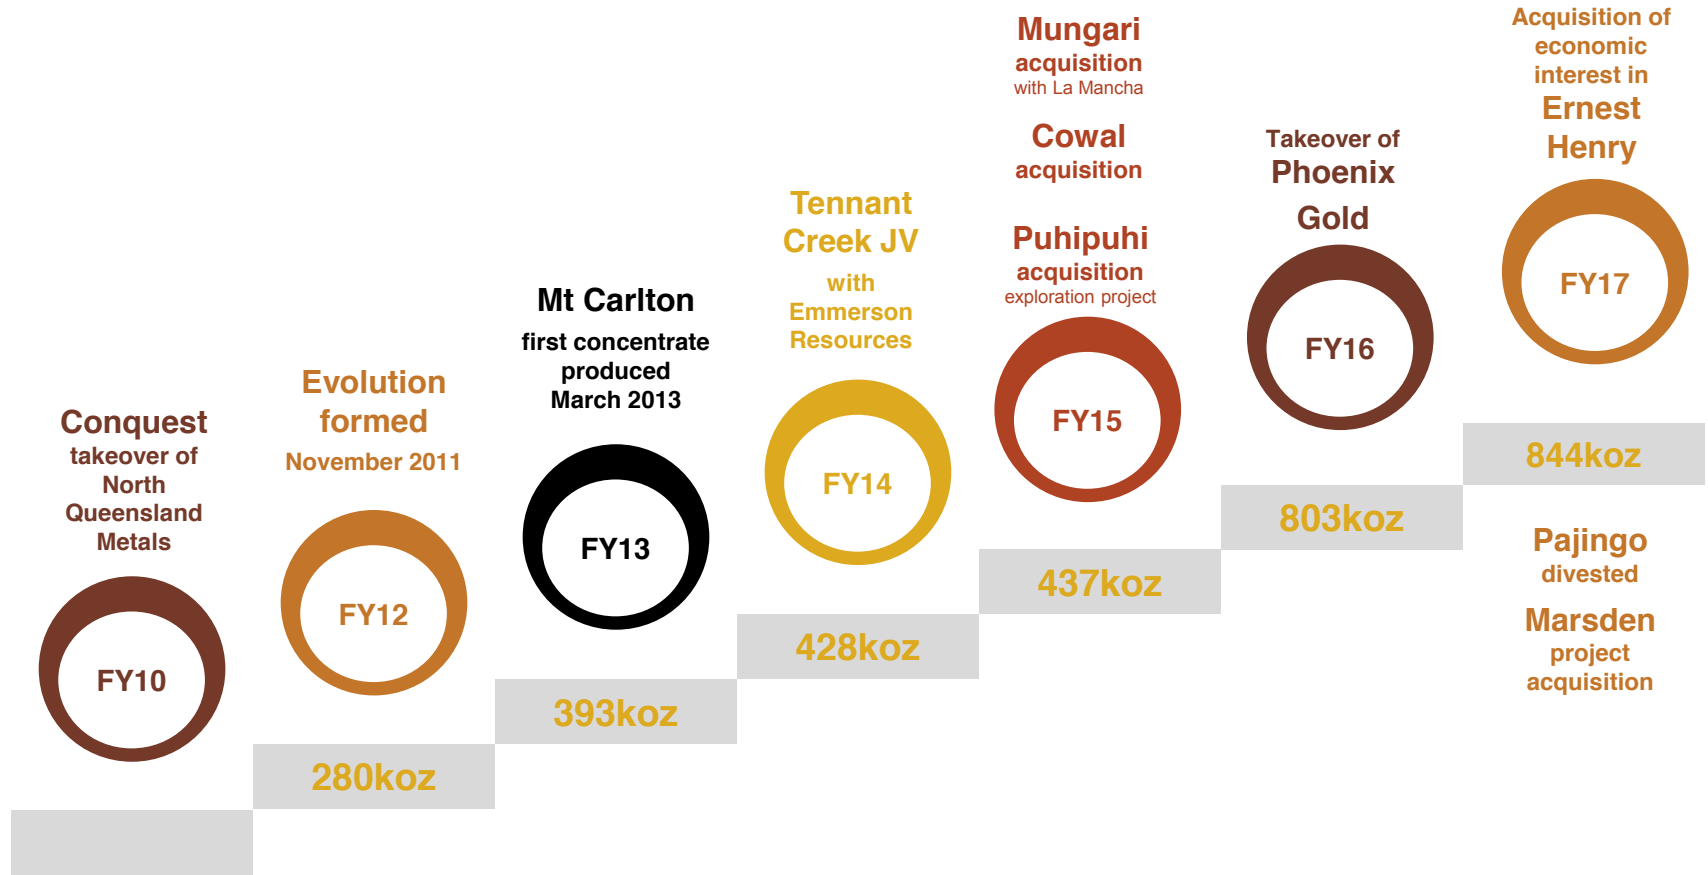 Conquest
takeover of
North
Queensland
Metals
FY10
Evolution
formed
November 2011
FY12
280koz
Mt Carlton
first concentrate
produced
March 2013
FY13
393koz
Tennant
Creek JV
with
Emmerson
Resources
FY14
428koz
Mungari
acquisition
with La Mancha
Cowal
acquisition
Puhipuhi
acquisition
exploration project
FY15
437koz
Takeover of
Phoenix
Gold
FY16
803koz
Acquisition of
economic
interest in
Ernest
Henry
FY17
844koz
Pajingo
divested
Marsden
project
acquisition